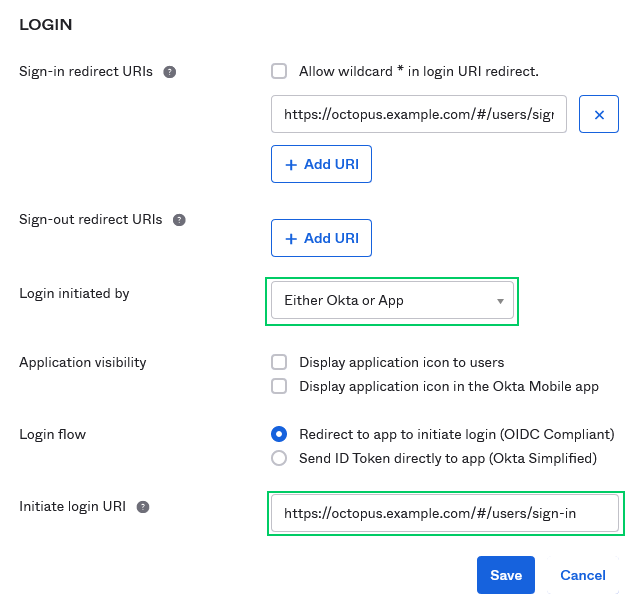 LOGIN
Sign-in redirect URIs ?
Allow wildcard * in login URI redirect.
https://octopus.example.com/#/users/sigr
+ Add URI
Sign-out redirect URIs ?
+ Add URI
Login initiated by
Either Okta or App
Application visibility
Display application icon to users
Display application icon in the Okta Mobile app
Login flow
Redirect to app to initiate login (OIDC Compliant)
Send ID Token directly to app (Okta Simplified)
Initiate login URI ?
https://octopus.example.com/#/users/sign-in
Save
Cancel